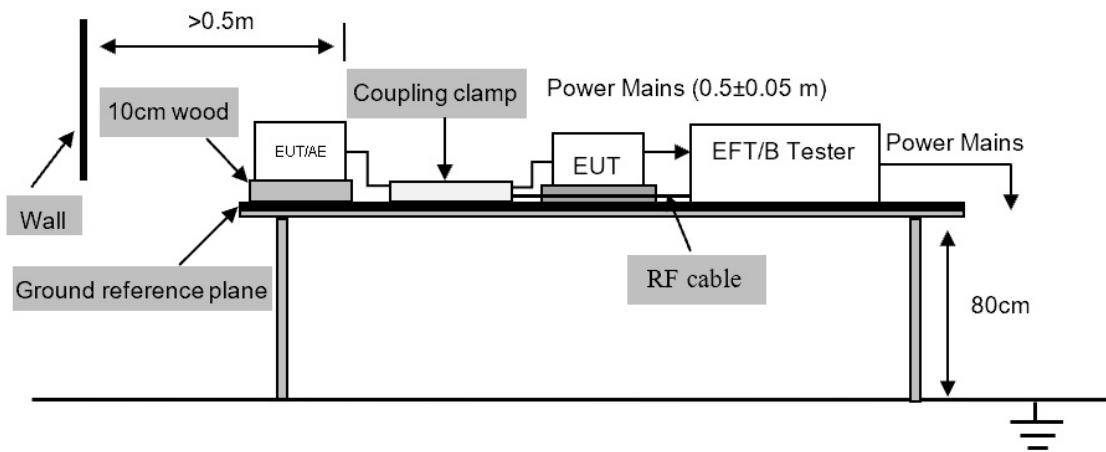 >0.5m
Coupling clamp
Power Mains (0.5±0.05 m)
10cm wood
EUT/AE
EUT
EFT/B Tester
Power Mains
Wall
Ground reference plane
RF cable
80cm